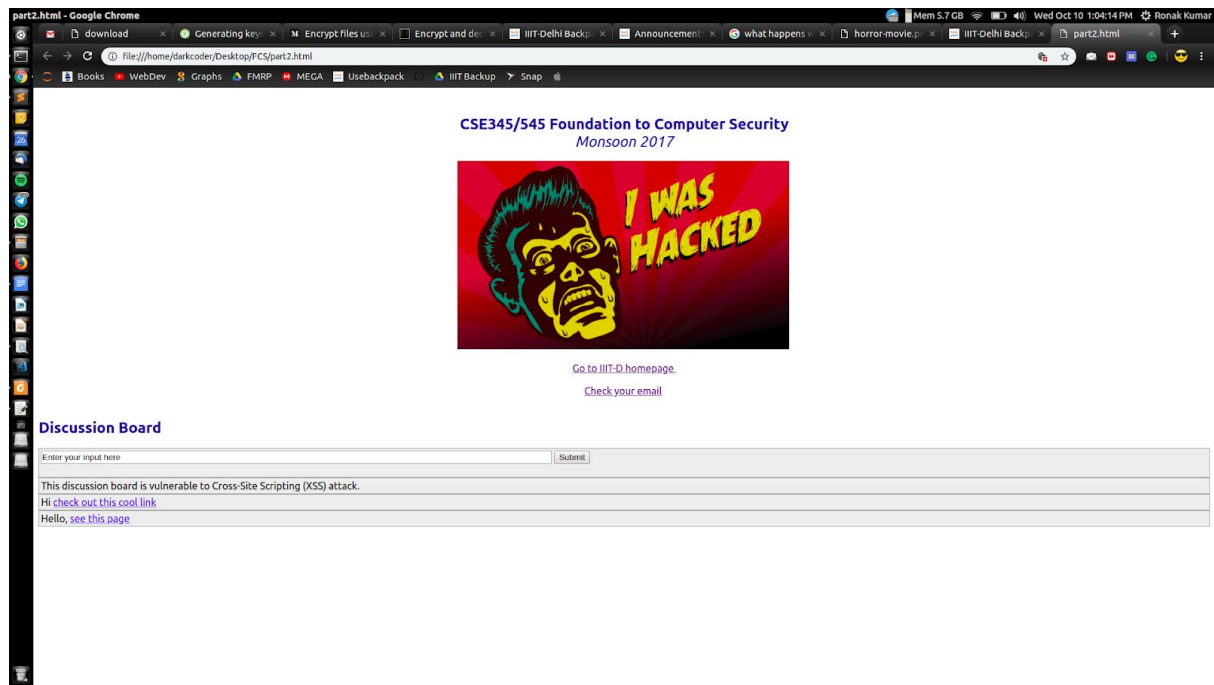 part2.html - Google Chrome
Mem 5.7 GB
Wed Oct 10 1:04:14 PM
Ronak Kumar
download
Generating keys
Encrypt files usi
Encrypt and dec
IIIT-Delhi Backp
Announcement
what happens w
horror-movie.pr
IIIT-Delhi Backp
part2.html
file:///home/darkcoder/Desktop/FCS/part2.html
Books
WebDev
Graphs
FMRP
MEGA
Usebackpack
IIIT Backup
Snap
26
CSE345/545 Foundation to Computer Security
Monsoon 2017
I WAS
HACKED
Go to IIIT-D homepage
Check your email
Discussion Board
Enter your input here
Submit
This discussion board is vulnerable to Cross-Site Scripting (XSS) attack.
Hi check out this cool link
Hello, see this page